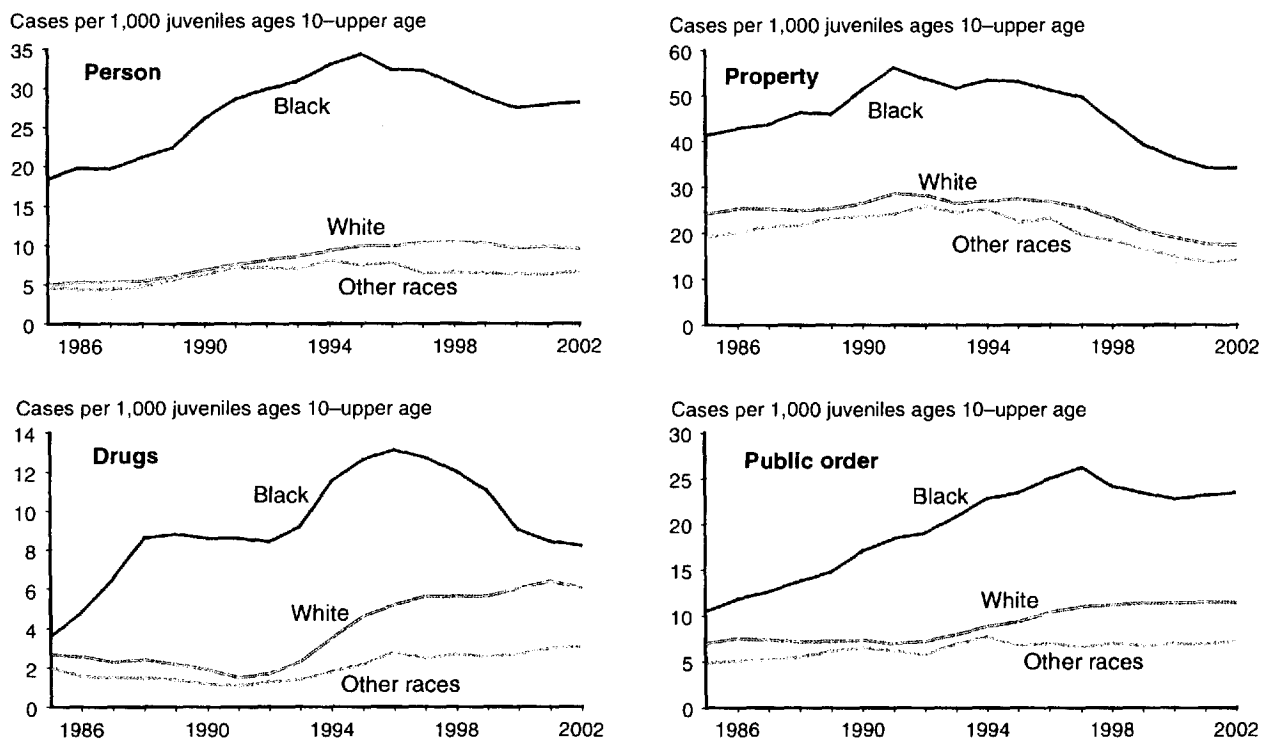 Cases per 1,000 juveniles ages 10–upper age
35
Person
30
Black
25
20
15
White
10
5
Other races
0
1986 1990 1994 1998 2002
Cases per 1,000 juveniles ages 10–upper age
60
Property
50
Black
40
30
White
20
Other races
10
0
1986 1990 1994 1998 2002
Cases per 1,000 juveniles ages 10–upper age
14
Drugs
12
Black
10
8
6
White
4
2
Other races
0
1986 1990 1994 1998 2002
Cases per 1,000 juveniles ages 10–upper age
30
Public order
25
Black
20
15
White
10
5
Other races
0
1986 1990 1994 1998 2002